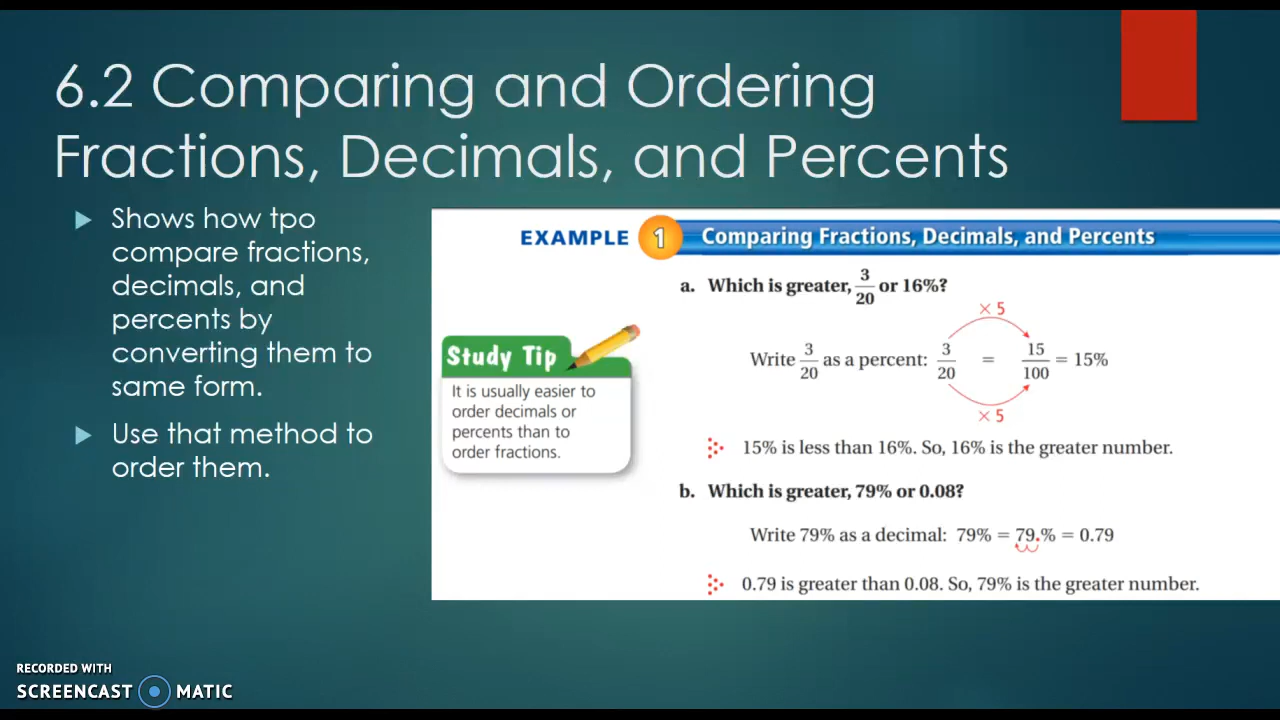 6.2 Comparing and Ordering
Fractions, Decimals, and Percents
Shows how tpo
compare fractions,
decimals, and
percents by
converting them to
same form.
Use that method to
order them.
EXAMPLE 1 Comparing Fractions, Decimals, and Percents
Study Tip
It is usually easier to
order decimals or
percents than to
order fractions.
a. Which is greater, 3/20 or 16%?
× 5
Write 3/20 as a percent: 3/20 = 15/100 = 15%
× 5
15% is less than 16%. So, 16% is the greater number.
b. Which is greater, 79% or 0.08?
Write 79% as a decimal: 79% = 79.% = 0.79
0.79 is greater than 0.08. So, 79% is the greater number.
RECORDED WITH
SCREENCAST MATIC